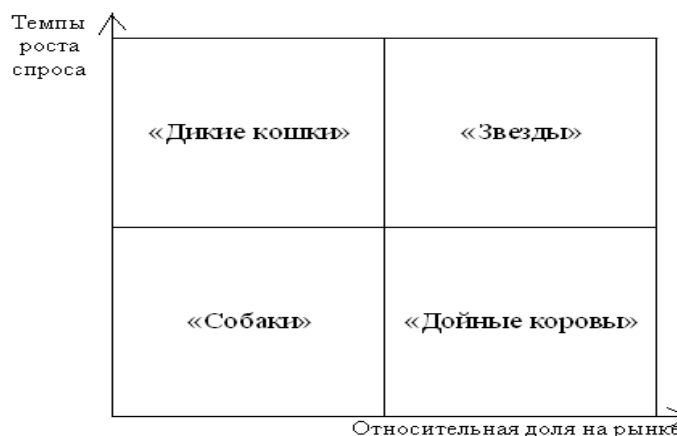 Темпы
роста
спроса
«Дикие кошки»
«Звезды»
«Собаки»
«Дойные коровы»
Относительная доля на рынке